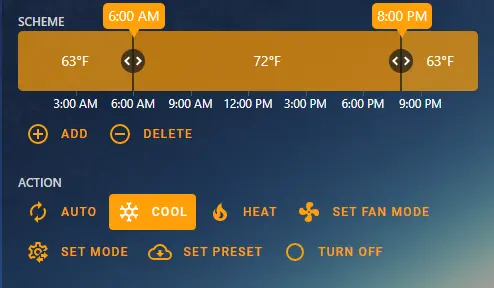 SCHEME
6:00 AM 8:00 PM
63°F 72°F 63°F
3:00 AM 6:00 AM 9:00 AM 12:00 PM 3:00 PM 6:00 PM 9:00 PM
ADD DELETE
ACTION
AUTO COOL HEAT SET FAN MODE
SET MODE SET PRESET TURN OFF